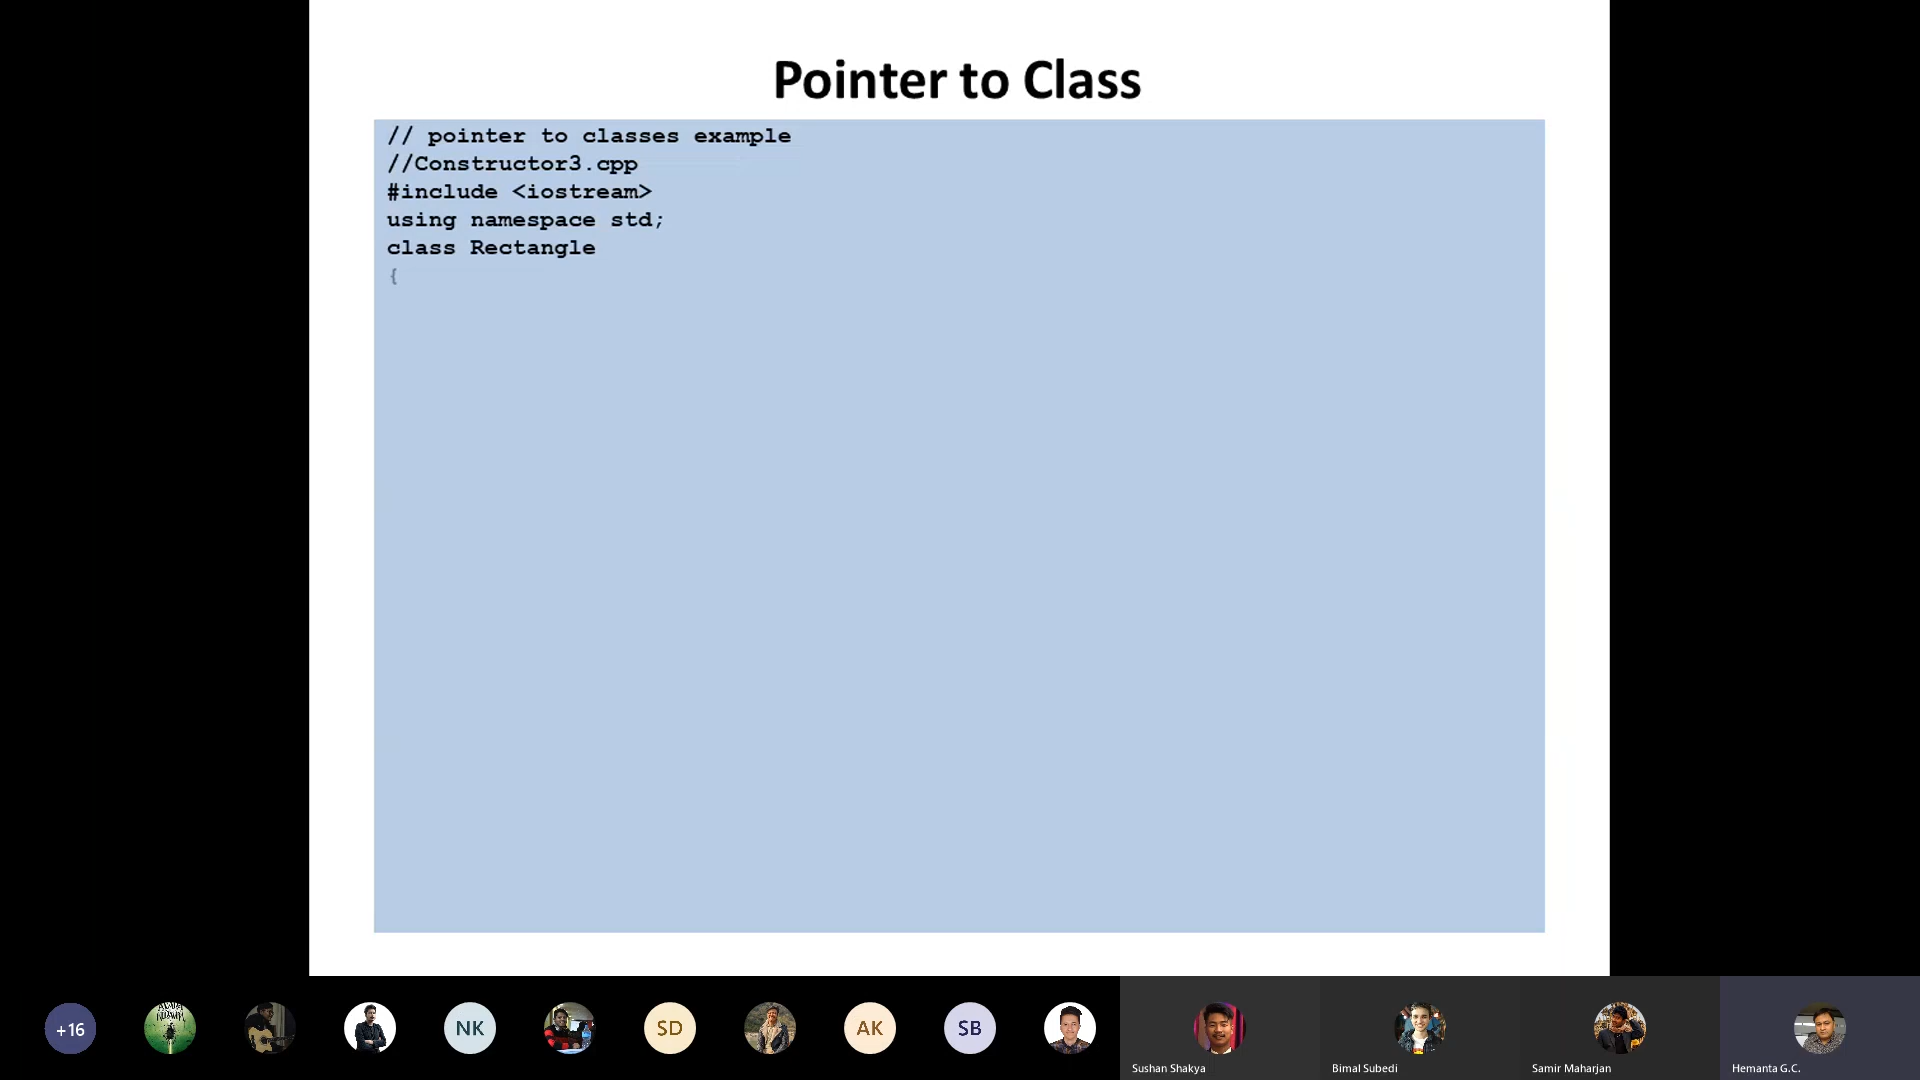 Pointer to Class
// pointer to classes example
//Constructor3.cpp
#include <iostream>
using namespace std;
class Rectangle
{
+16
NK
SD
AK
SB
Sushan Shakya
Bimal Subedi
Samir Maharjan
Hemanta G.C.